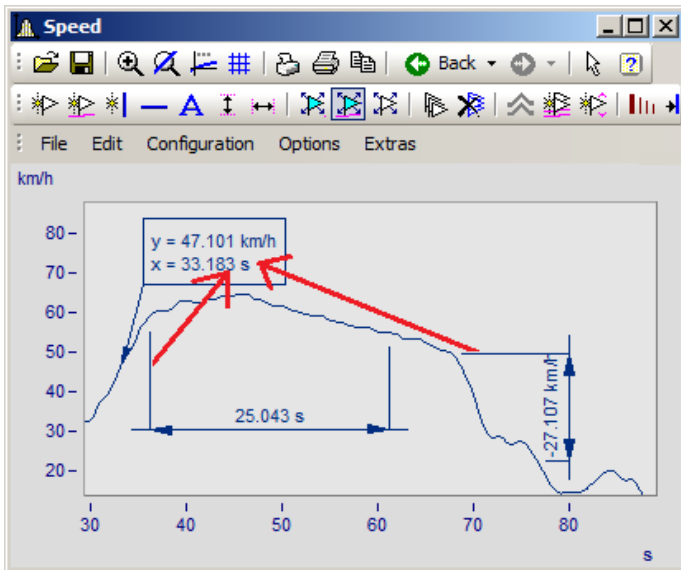 Speed
Back
File Edit Configuration Options Extras
km/h
80
70
60
50
40
30
20
y = 47.101 km/h
x = 33.183 s
25.043 s
-27.107 km/h
30 40 50 60 70 80
s